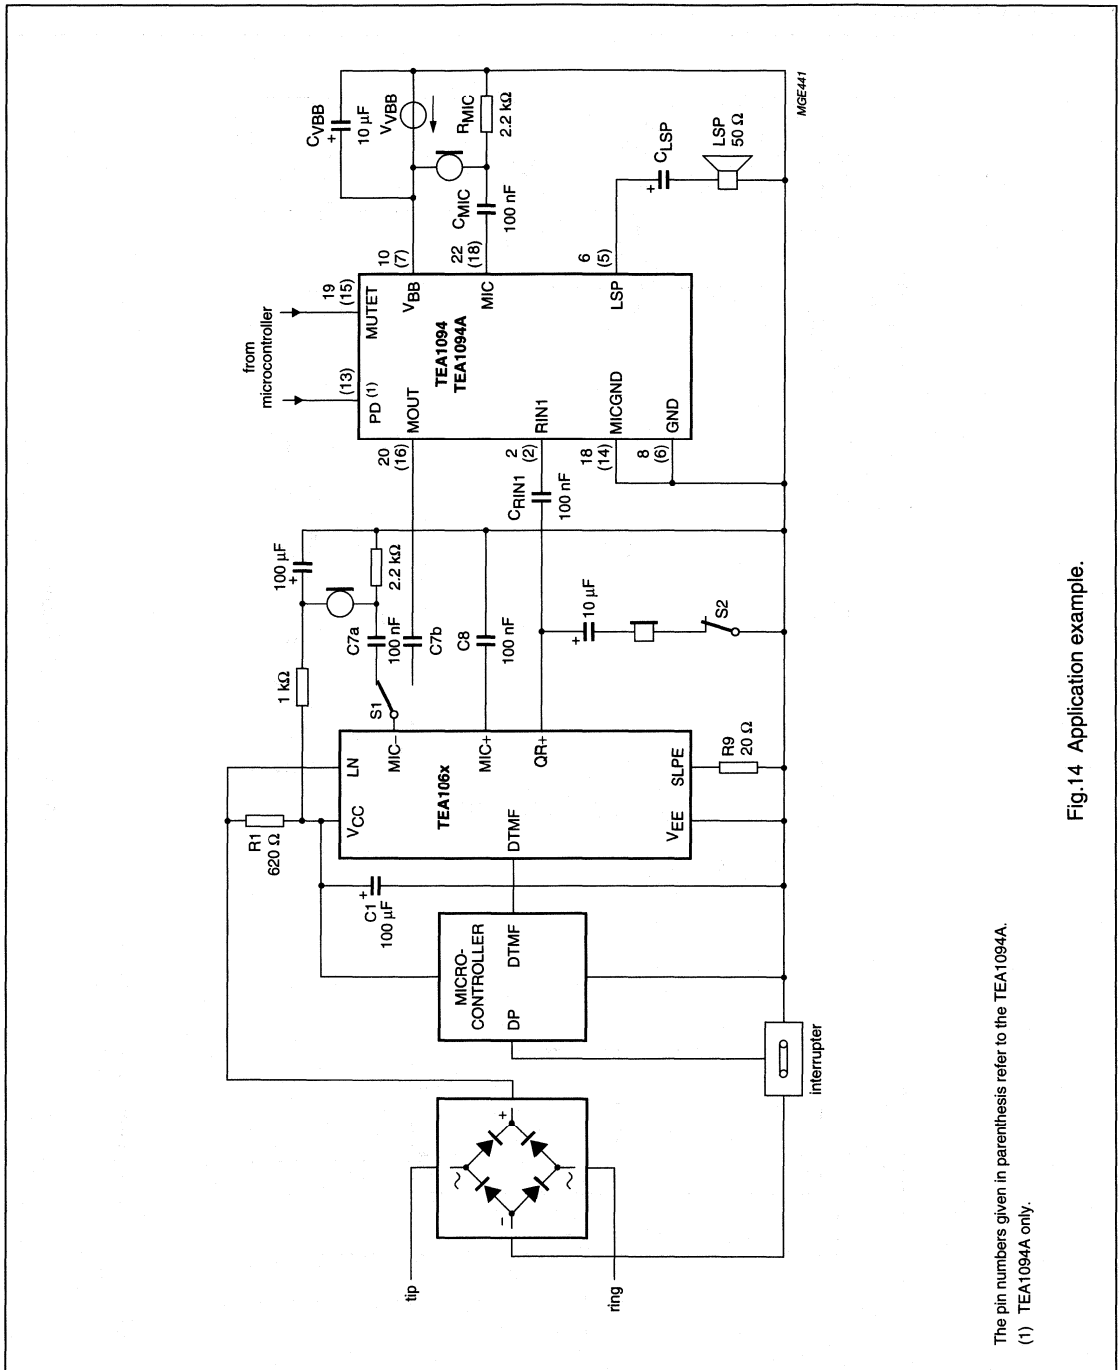 CVBB
10 µF
VVBB
RMIC
2.2 kΩ
CMIC
100 nF
CLSP
LSP
50 Ω
MGE441
from
microcontroller
19
(15)
10
(7)
22
(18)
6
(5)
(13)
MUTET
VBB
MIC
LSP
PD (1)
TEA1094
TEA1094A
MOUT
RIN1
MICGND
GND
20
(16)
2
(2)
18
(14)
8
(6)
CRIN1
100 nF
100 µF
2.2 kΩ
C7a
100 nF
C7b
C8
100 nF
10 µF
S2
1 kΩ
S1
LN
MIC−
MIC+
QR+
VCC
TEA106x
SLPE
DTMF
VEE
R9
20 Ω
R1
620 Ω
C1
100 µF
MICRO-
CONTROLLER
DTMF
DP
interrupter
+
~
~
−
tip
ring
The pin numbers given in parenthesis refer to the TEA1094A.
(1) TEA1094A only.
Fig.14 Application example.